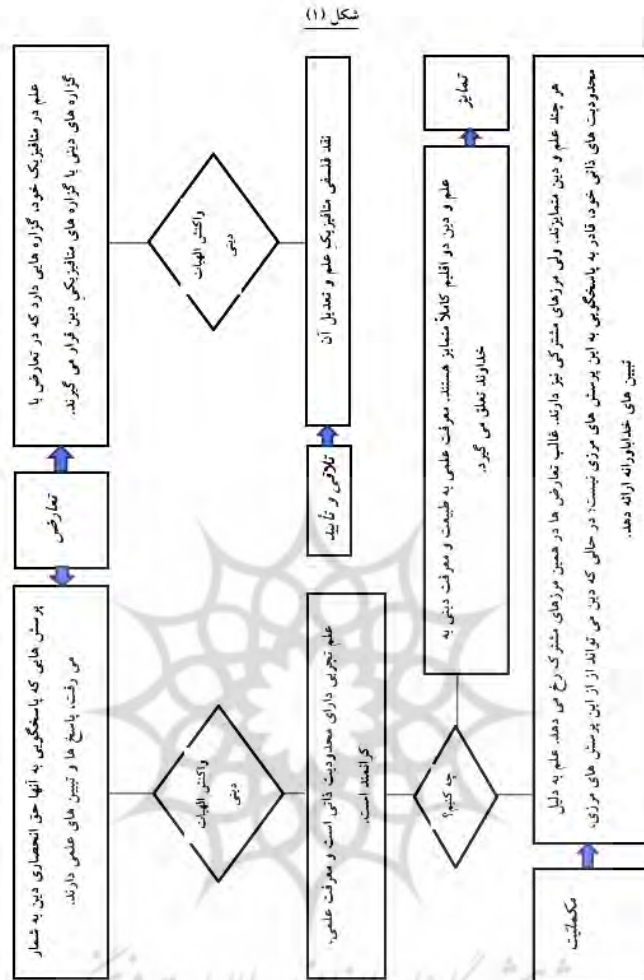 شکل (۱)
تعارض
علم در متافیزیک خود، گزاره هایی دارد که در تعارض با
گزاره های دینی یا گزاره های متافیزیکی دین قرار می گیرند.
واکنش الهیات
دینی
نقد فلسفی متافیزیک علم و تعدیل آن
تلاقی و تأیید
پرسش هایی که پاسخگویی به آنها حق انحصاری دین به شمار
می رفت، پاسخ ها و تبیین های علمی دارند.
واکنش الهیات
دینی
علم تجربی دارای محدودیت ذاتی است و معرفت علمی،
کرانمند است.
چه کنیم؟
علم و دین دو اقلیم کاملاً متمایز هستند. معرفت علمی به طبیعت و معرفت دینی به
خداوند تعلق می گیرد.
تمایز
هر چند علم و دین متمایزند، ولی مرزهای مشترکی نیز دارند. غالب تعارض ها در همین مرزهای مشترک رخ می دهد. علم به دلیل
محدودیت های ذاتی خود، قادر به پاسخگویی به این پرسش های مرزی نیست؛ در حالی که دین می تواند از از این پرسش های مرزی،
تبیین های خداباورانه ارائه دهد.
مکملیت